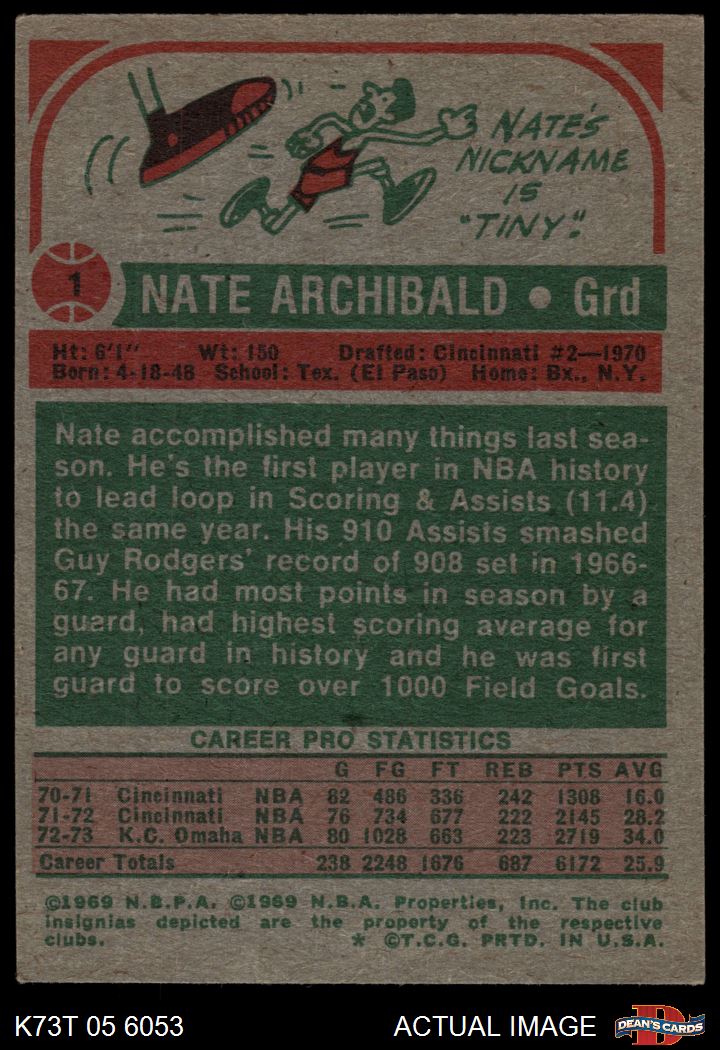 NATE'S
NICKNAME
IS
"TINY."
1
NATE ARCHIBALD • Grd
Ht: 6'1" Wt: 150 Drafted: Cincinnati #2—1970
Born: 4-18-48 School: Tex. (El Paso) Home: Bx., N.Y.
Nate accomplished many things last sea-
son. He's the first player in NBA history
to lead loop in Scoring & Assists (11.4)
the same year. His 910 Assists smashed
Guy Rodgers' record of 908 set in 1966-
67. He had most points in season by a
guard, had highest scoring average for
any guard in history and he was first
guard to score over 1000 Field Goals.
CAREER PRO STATISTICS
G FG FT REB PTS AVG
70-71 Cincinnati NBA 82 486 336 242 1308 16.0
71-72 Cincinnati NBA 76 734 677 222 2145 28.2
72-73 K.C. Omaha NBA 80 1028 663 223 2719 34.0
Career Totals 238 2248 1676 687 6172 25.9
©1969 N.B.P.A. ©1969 N.B.A. Properties, Inc. The club
insignias depicted are the property of the respective
clubs. * ©T.C.G. PRTD. IN U.S.A.
K73T 05 6053 ACTUAL IMAGE DEAN'S CARDS